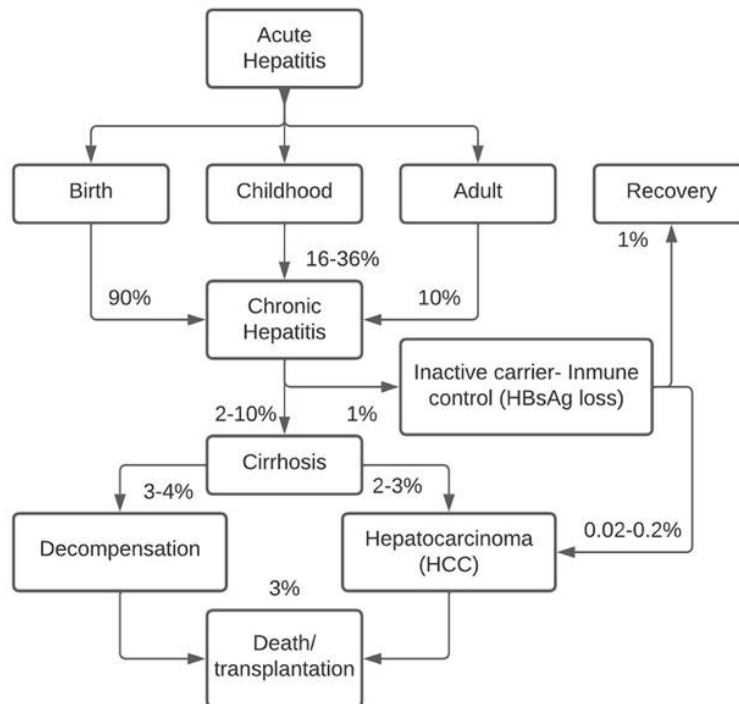 Acute
Hepatitis
Birth
Childhood
Adult
Recovery
1%
16-36%
90%
10%
Chronic
Hepatitis
Inactive carrier- Inmune
control (HBsAg loss)
2-10%
1%
Cirrhosis
3-4%
2-3%
Decompensation
Hepatocarcinoma
(HCC)
0.02-0.2%
3%
Death/
transplantation